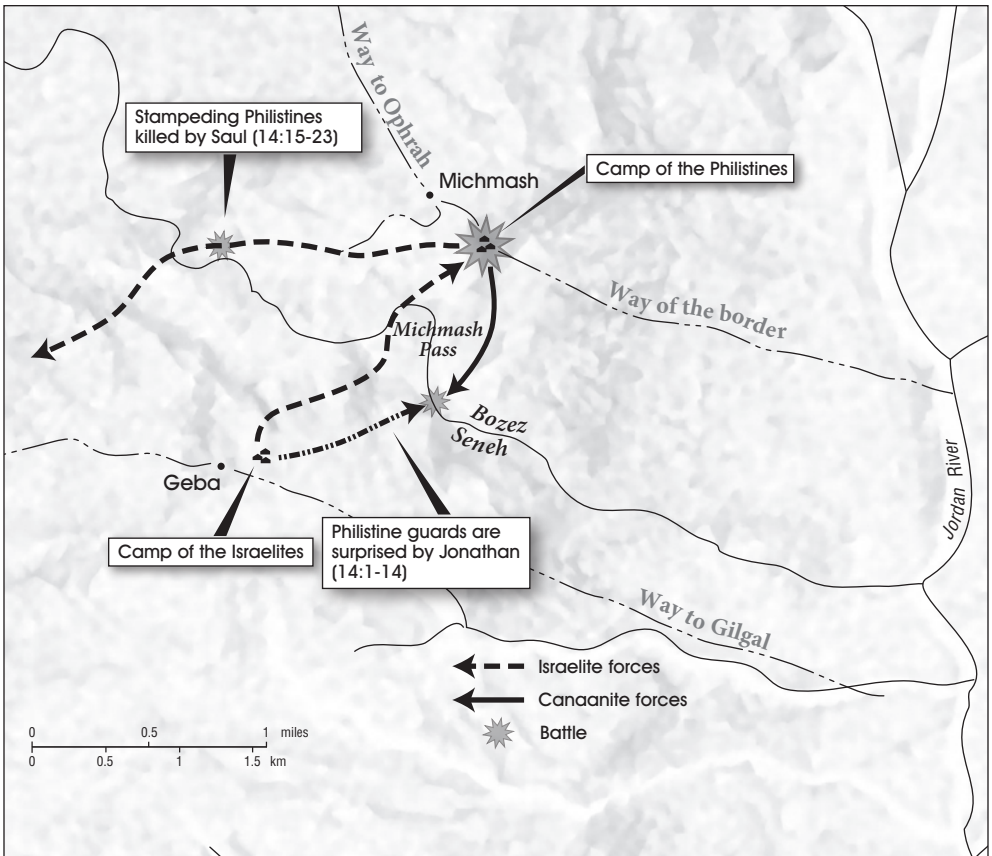 Way to Ophrah
Stampeding Philistines
killed by Saul (14:15-23)
Michmash
Camp of the Philistines
Way of the border
Michmash
Pass
Bozez
Seneh
Geba
Jordan River
Camp of the Israelites
Philistine guards are
surprised by Jonathan
(14:1-14)
Way to Gilgal
Israelite forces
Canaanite forces
Battle
0 0.5 1 miles
0 0.5 1 1.5 km